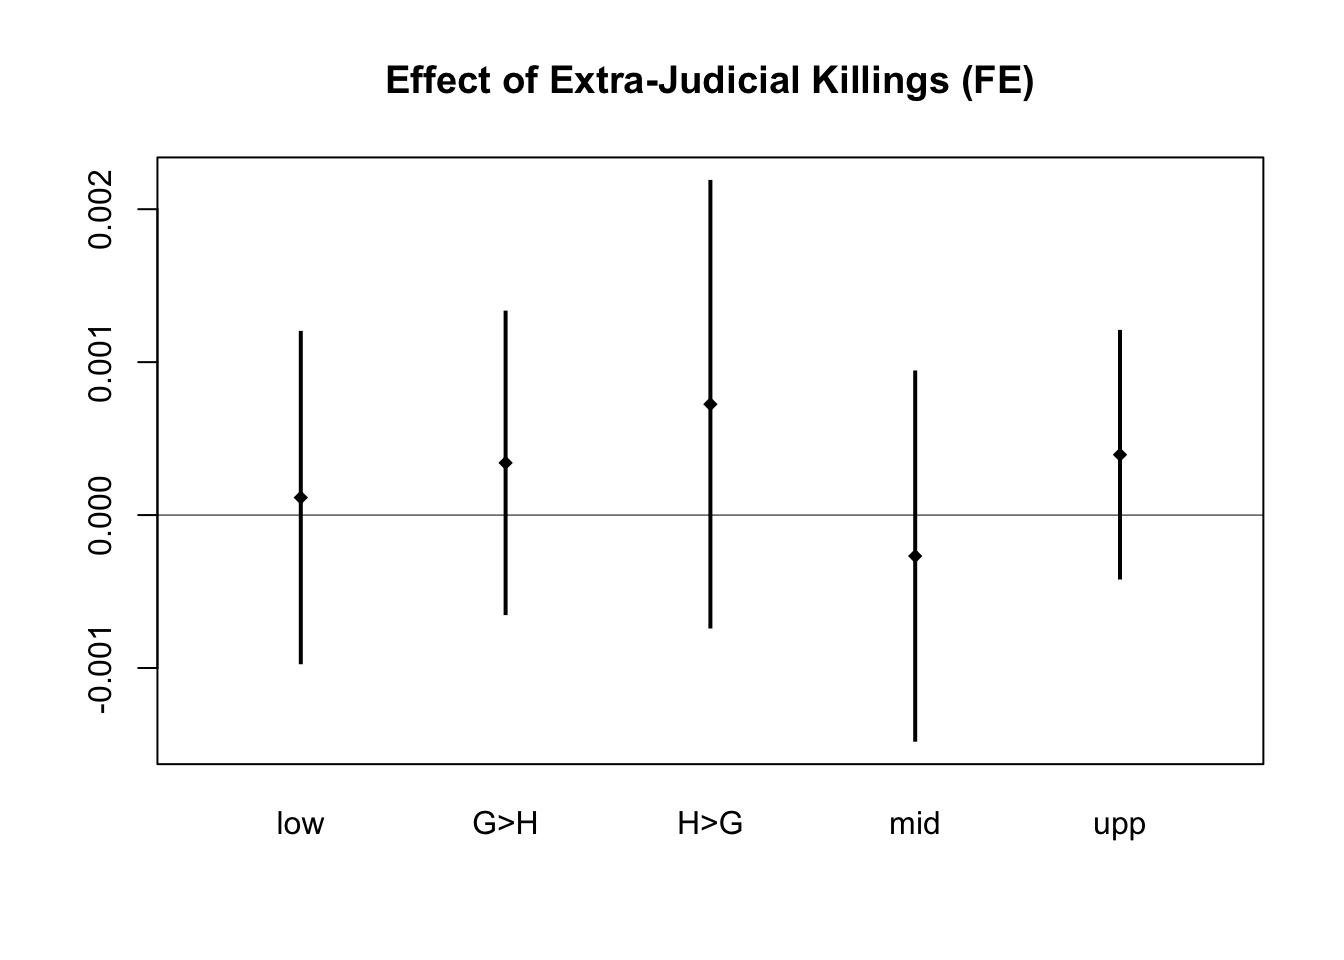 Effect of Extra-Judicial Killings (FE)
0.002
0.001
0.000
-0.001
low G>H H>G mid upp